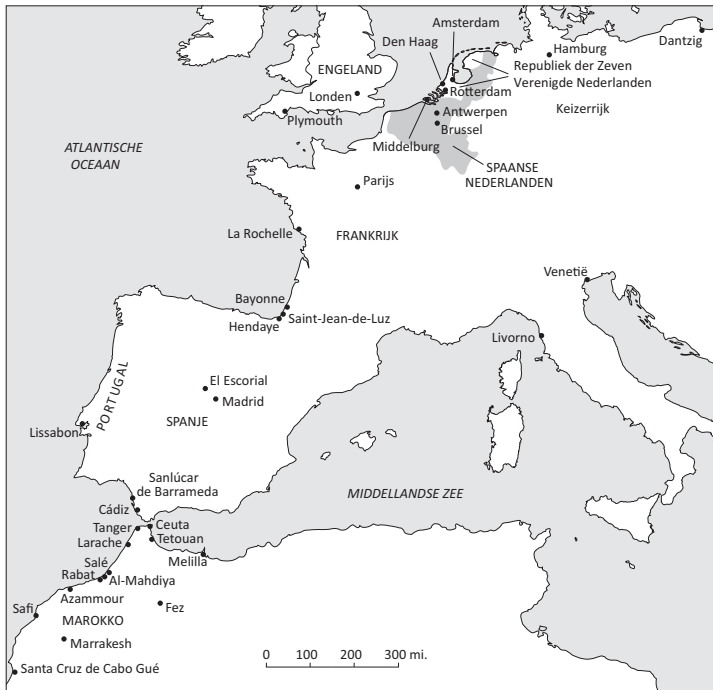 Amsterdam
Den Haag
Hamburg
Dantzig
ENGELAND
Republiek der Zeven
Verenigde Nederlanden
Londen
Rotterdam
Keizerrijk
Plymouth
Antwerpen
Brussel
Middelburg
ATLANTISCHE
OCEAAN
SPAANSE
NEDERLANDEN
Parijs
La Rochelle
FRANKRIJK
Venetië
Bayonne
Saint-Jean-de-Luz
Hendaye
Livorno
PORTUGAL
El Escorial
Madrid
SPANJE
Lissabon
Sanlúcar
de Barrameda
MIDDELLANDSE ZEE
Cádiz
Ceuta
Tanger
Tetouan
Larache
Melilla
Salé
Rabat
Al-Mahdiya
Azammour
Safi
MAROKKO
Fez
Marrakesh
Santa Cruz de Cabo Gué
0 100 200 300 mi.